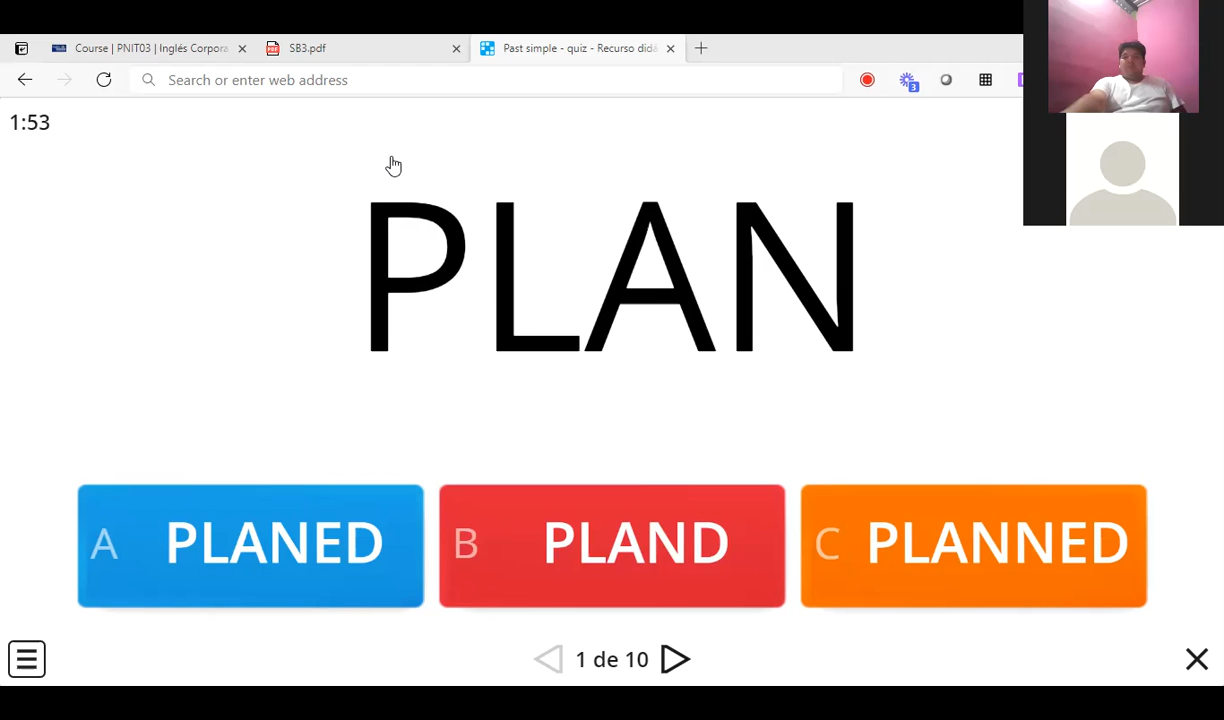 Course | PNIT03 | Inglés Corpora
SB3.pdf
Past simple - quiz - Recurso didá
Search or enter web address
3
1:53
PLAN
A PLANED
B PLAND
C PLANNED
1 de 10